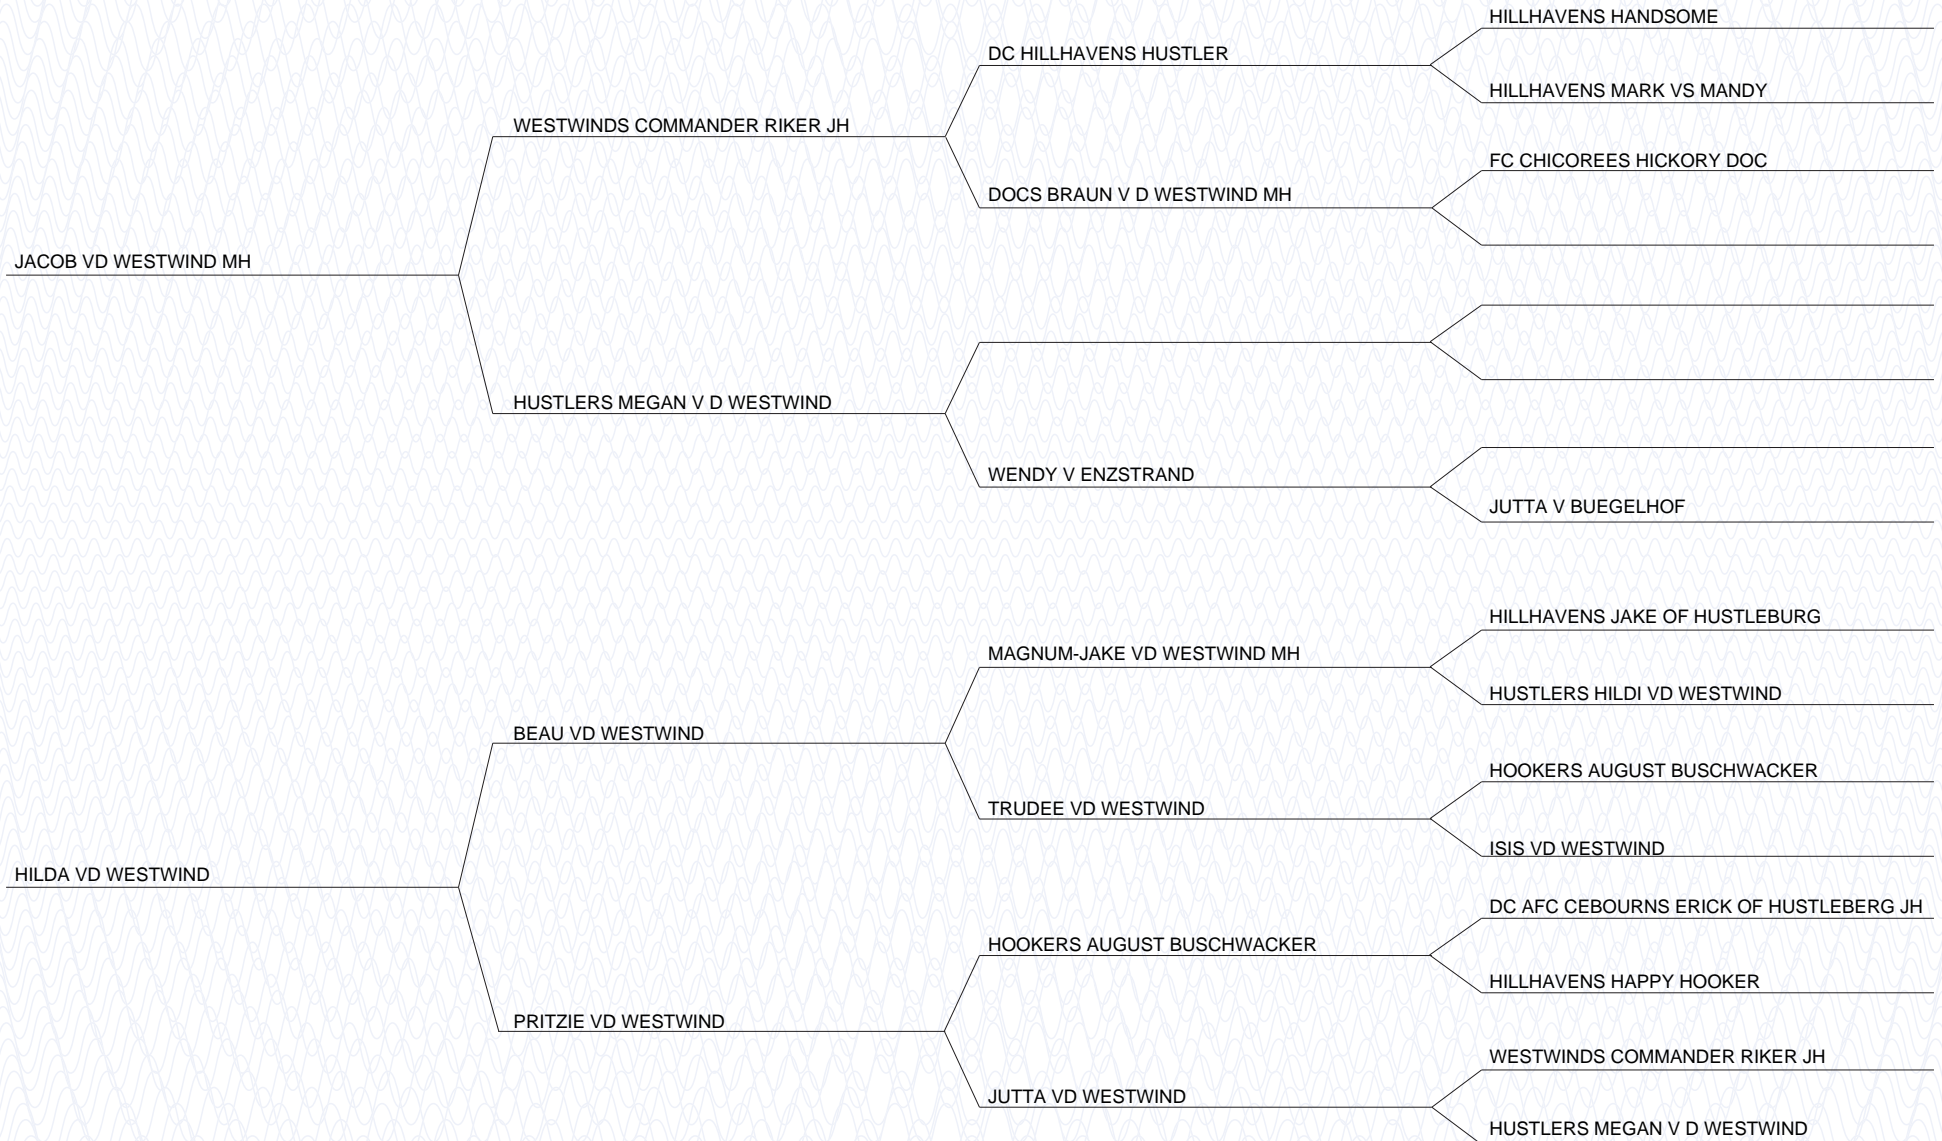 HILLHAVENS HANDSOME
DC HILLHAVENS HUSTLER
HILLHAVENS MARK VS MANDY
WESTWINDS COMMANDER RIKER JH
FC CHICOREES HICKORY DOC
DOCS BRAUN V D WESTWIND MH
JACOB VD WESTWIND MH
HUSTLERS MEGAN V D WESTWIND
WENDY V ENZSTRAND
JUTTA V BUEGELHOF
HILLHAVENS JAKE OF HUSTLEBURG
MAGNUM-JAKE VD WESTWIND MH
HUSTLERS HILDI VD WESTWIND
BEAU VD WESTWIND
HOOKERS AUGUST BUSCHWACKER
TRUDEE VD WESTWIND
ISIS VD WESTWIND
HILDA VD WESTWIND
DC AFC CEBOURNS ERICK OF HUSTLEBERG JH
HOOKERS AUGUST BUSCHWACKER
HILLHAVENS HAPPY HOOKER
PRITZIE VD WESTWIND
WESTWINDS COMMANDER RIKER JH
JUTTA VD WESTWIND
HUSTLERS MEGAN V D WESTWIND